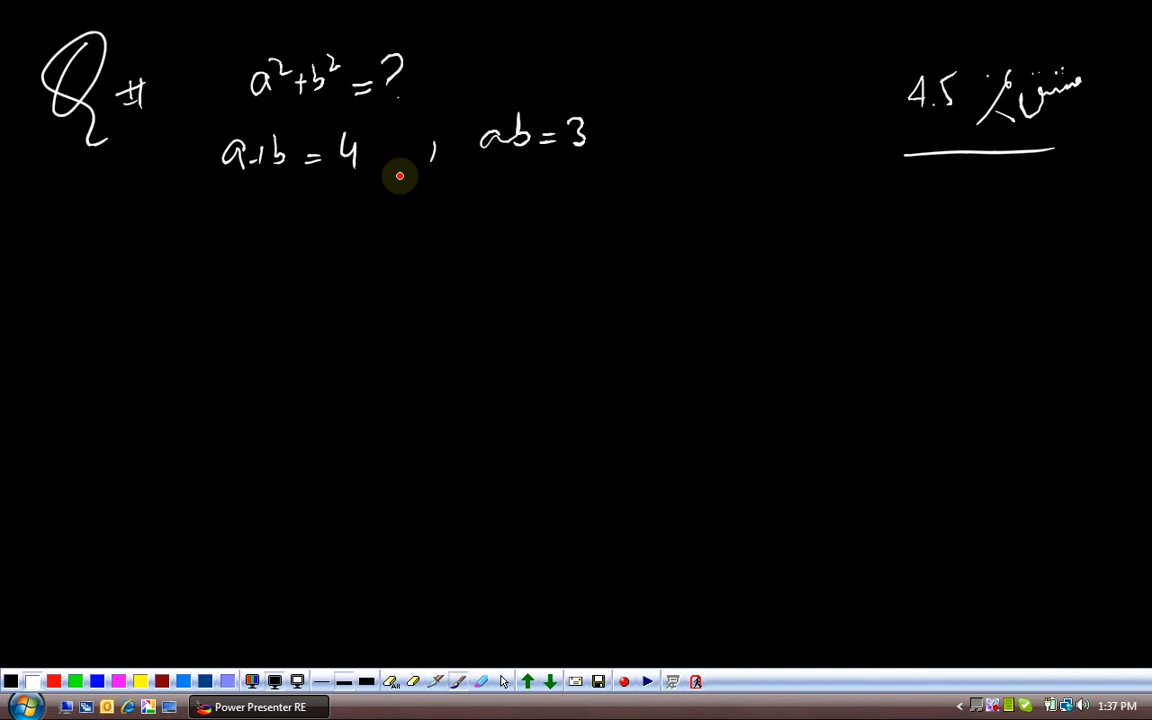 Q #
a² + b² = ?
a + b = 4 , ab = 3
4.5 مشق
Power Presenter RE
1:37 PM